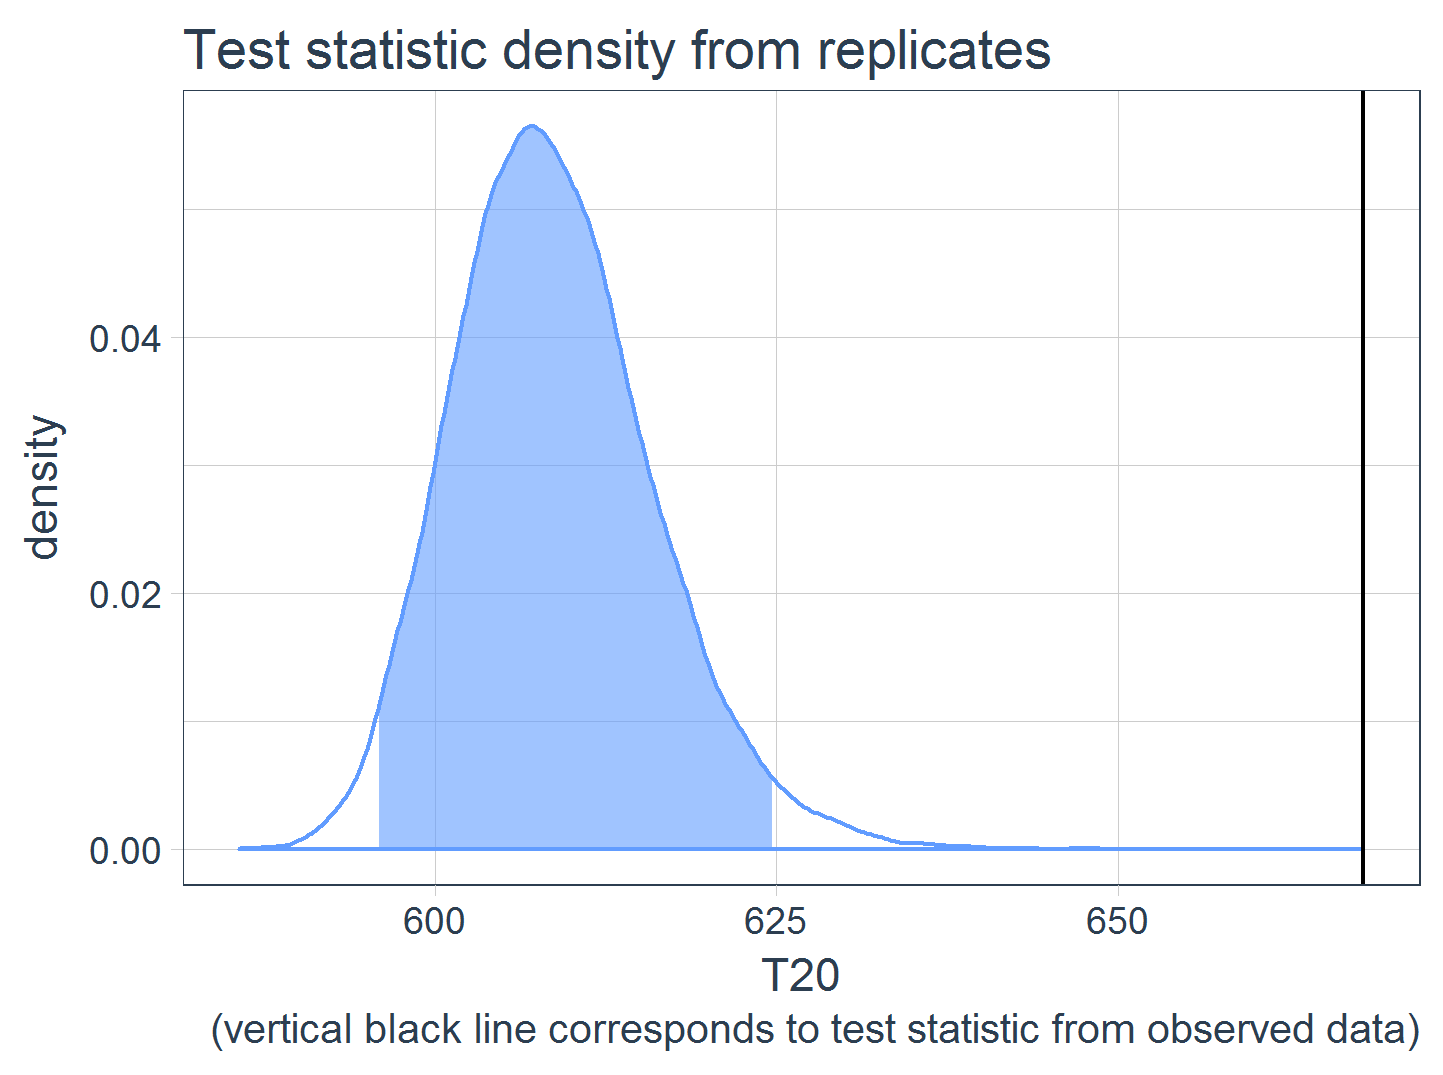 Test statistic density from replicates
density
0.04
0.02
0.00
600 625 650
T20
(vertical black line corresponds to test statistic from observed data)